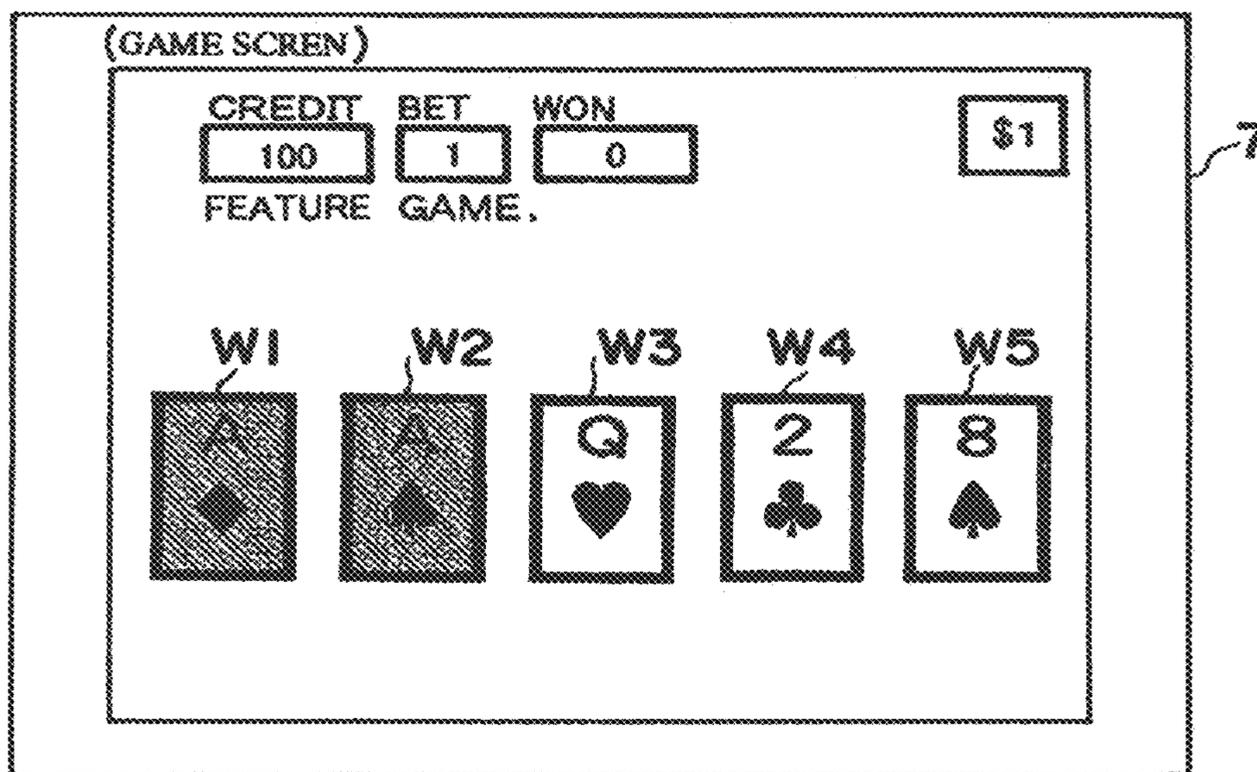 (GAME SCREN)
CREDIT BET WON
100 1 0 $1
7
FEATURE GAME.
W1 W2 W3 W4 W5
A A Q 2 8